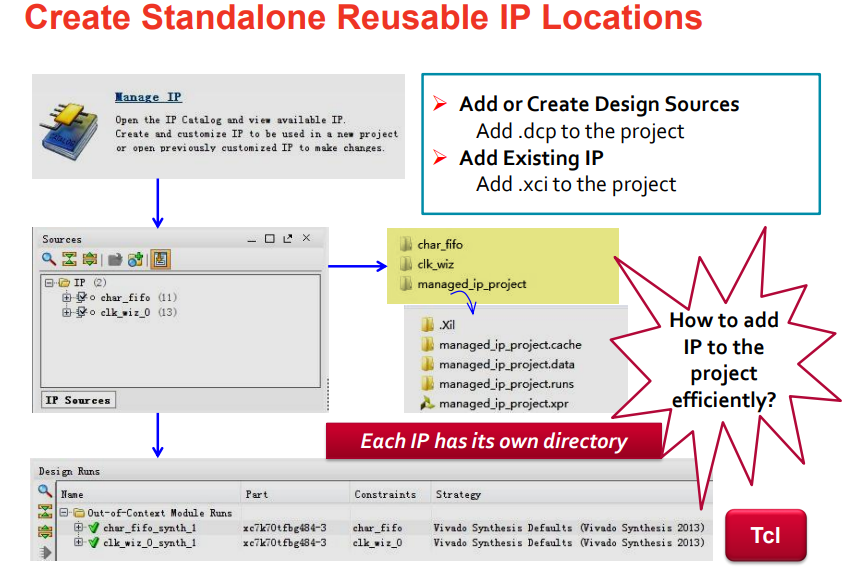 Create Standalone Reusable IP Locations
Manage IP
Open the IP Catalog and view available IP.
Create and customize IP to be used in a new project
or open previously customized IP to make changes.
Add or Create Design Sources
Add .dcp to the project
Add Existing IP
Add .xci to the project
Sources
IP (2)
char_fifo (11)
clk_wiz_0 (13)
IP Sources
char_fifo
clk_wiz
managed_ip_project
.Xil
managed_ip_project.cache
managed_ip_project.data
managed_ip_project.runs
managed_ip_project.xpr
How to add
IP to the
project
efficiently?
Each IP has its own directory
Design Runs
Name Part Constraints Strategy
Out-of-Context Module Runs
char_fifo_synth_1 xc7k70tfbg484-3 char_fifo Vivado Synthesis Defaults (Vivado Synthesis 2013)
clk_wiz_0_synth_1 xc7k70tfbg484-3 clk_wiz_0 Vivado Synthesis Defaults (Vivado Synthesis 2013)
Tcl